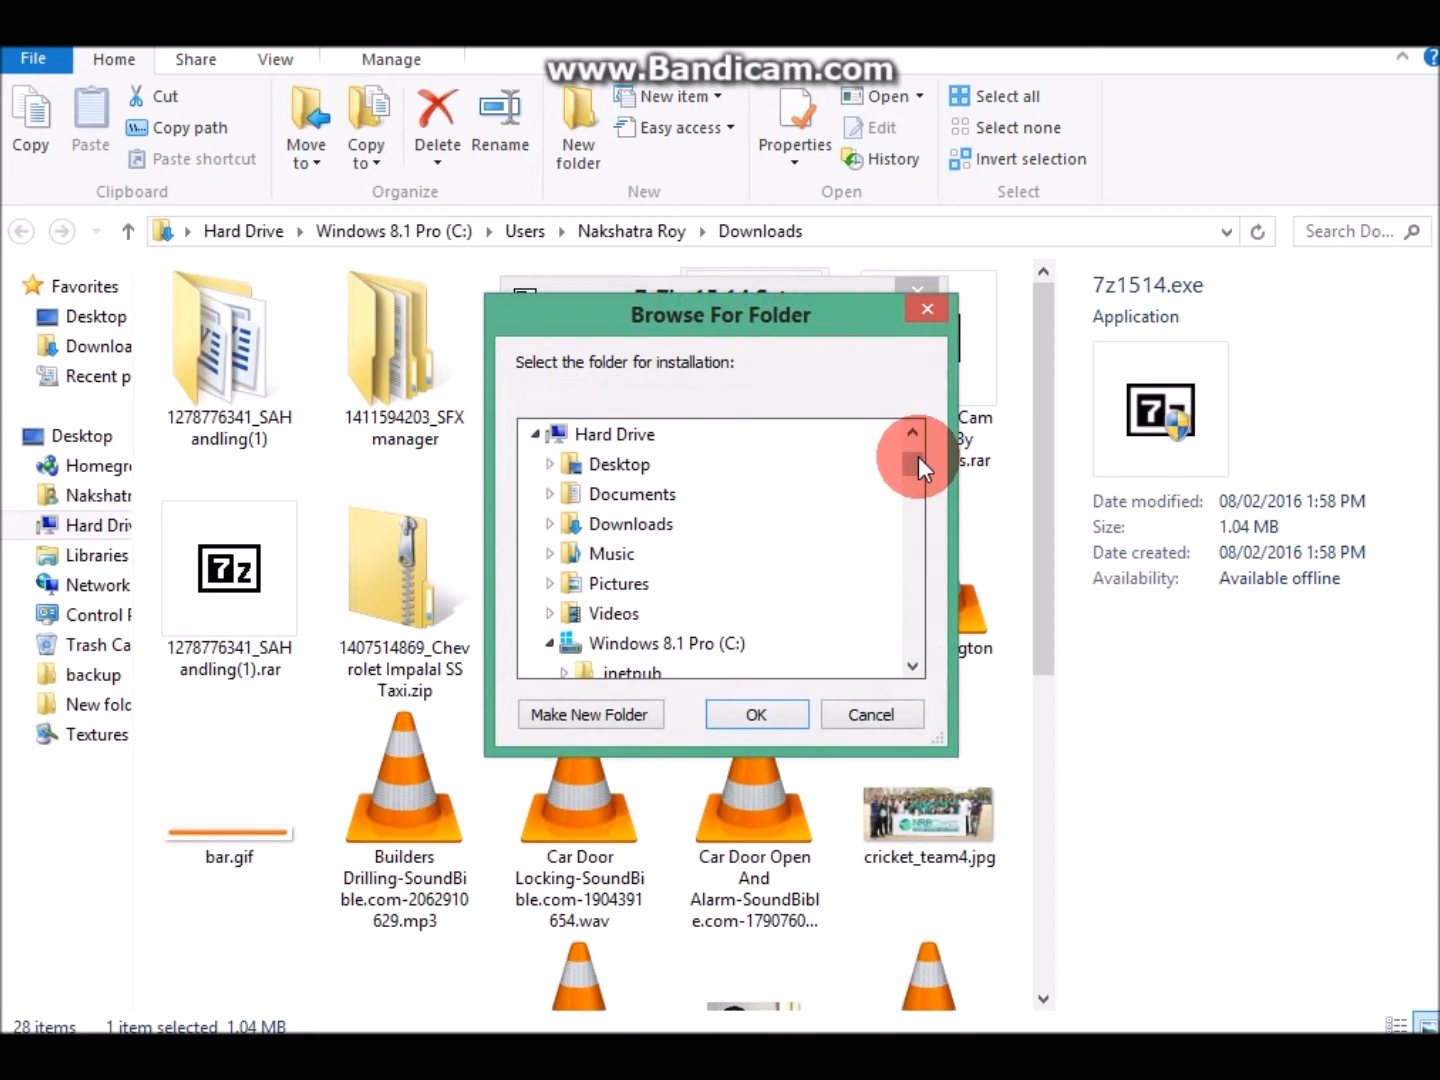 www.Bandicam.com
File
Home
Share
View
Manage
Copy
Paste
Cut
Copy path
Paste shortcut
Clipboard
Move to
Copy to
Delete
Rename
Organize
New folder
New item
Easy access
New
Properties
Open
Edit
History
Open
Select all
Select none
Invert selection
Select
Hard Drive
Windows 8.1 Pro (C:)
Users
Nakshatra Roy
Downloads
Search Do...
Favorites
Desktop
Downloa
Recent p
Desktop
Homegr
Nakshatr
Hard Driv
Libraries
Network
Control P
Trash Ca
backup
New fold
Textures
1278776341_SAH
andling(1)
1411594203_SFX
manager
Cam
By
s.rar
7z
1278776341_SAH
andling(1).rar
1407514869_Chev
rolet Impalal SS
Taxi.zip
gton
Browse For Folder
Select the folder for installation:
Hard Drive
Desktop
Documents
Downloads
Music
Pictures
Videos
Windows 8.1 Pro (C:)
inetpub
Make New Folder
OK
Cancel
bar.gif
Builders
Drilling-SoundBi
ble.com-2062910
629.mp3
Car Door
Locking-SoundBi
ble.com-1904391
654.wav
Car Door Open
And
Alarm-SoundBibl
e.com-1790760...
cricket_team4.jpg
7z1514.exe
Application
7z
Date modified: 08/02/2016 1:58 PM
Size: 1.04 MB
Date created: 08/02/2016 1:58 PM
Availability: Available offline
28 items
1 item selected 1.04 MB